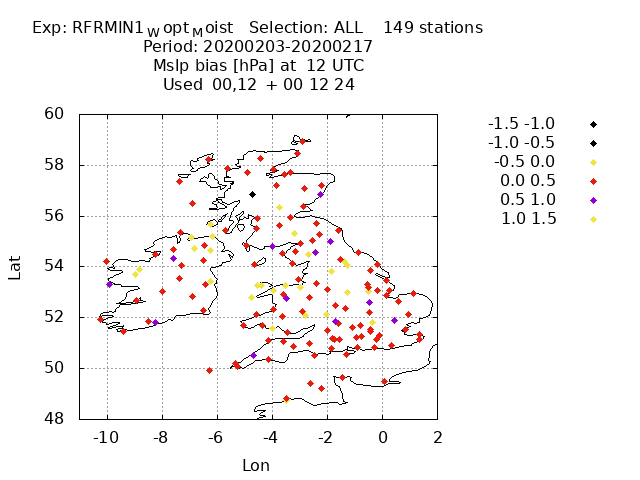 Exp: RFRMIN1WoptMoist Selection: ALL 149 stations
Period: 20200203-20200217
Mslp bias [hPa] at 12 UTC
Used 00,12 + 00 12 24
-1.5 -1.0
-1.0 -0.5
-0.5 0.0
0.0 0.5
0.5 1.0
1.0 1.5
60
58
56
54
52
50
48
Lat
-10 -8 -6 -4 -2 0 2
Lon